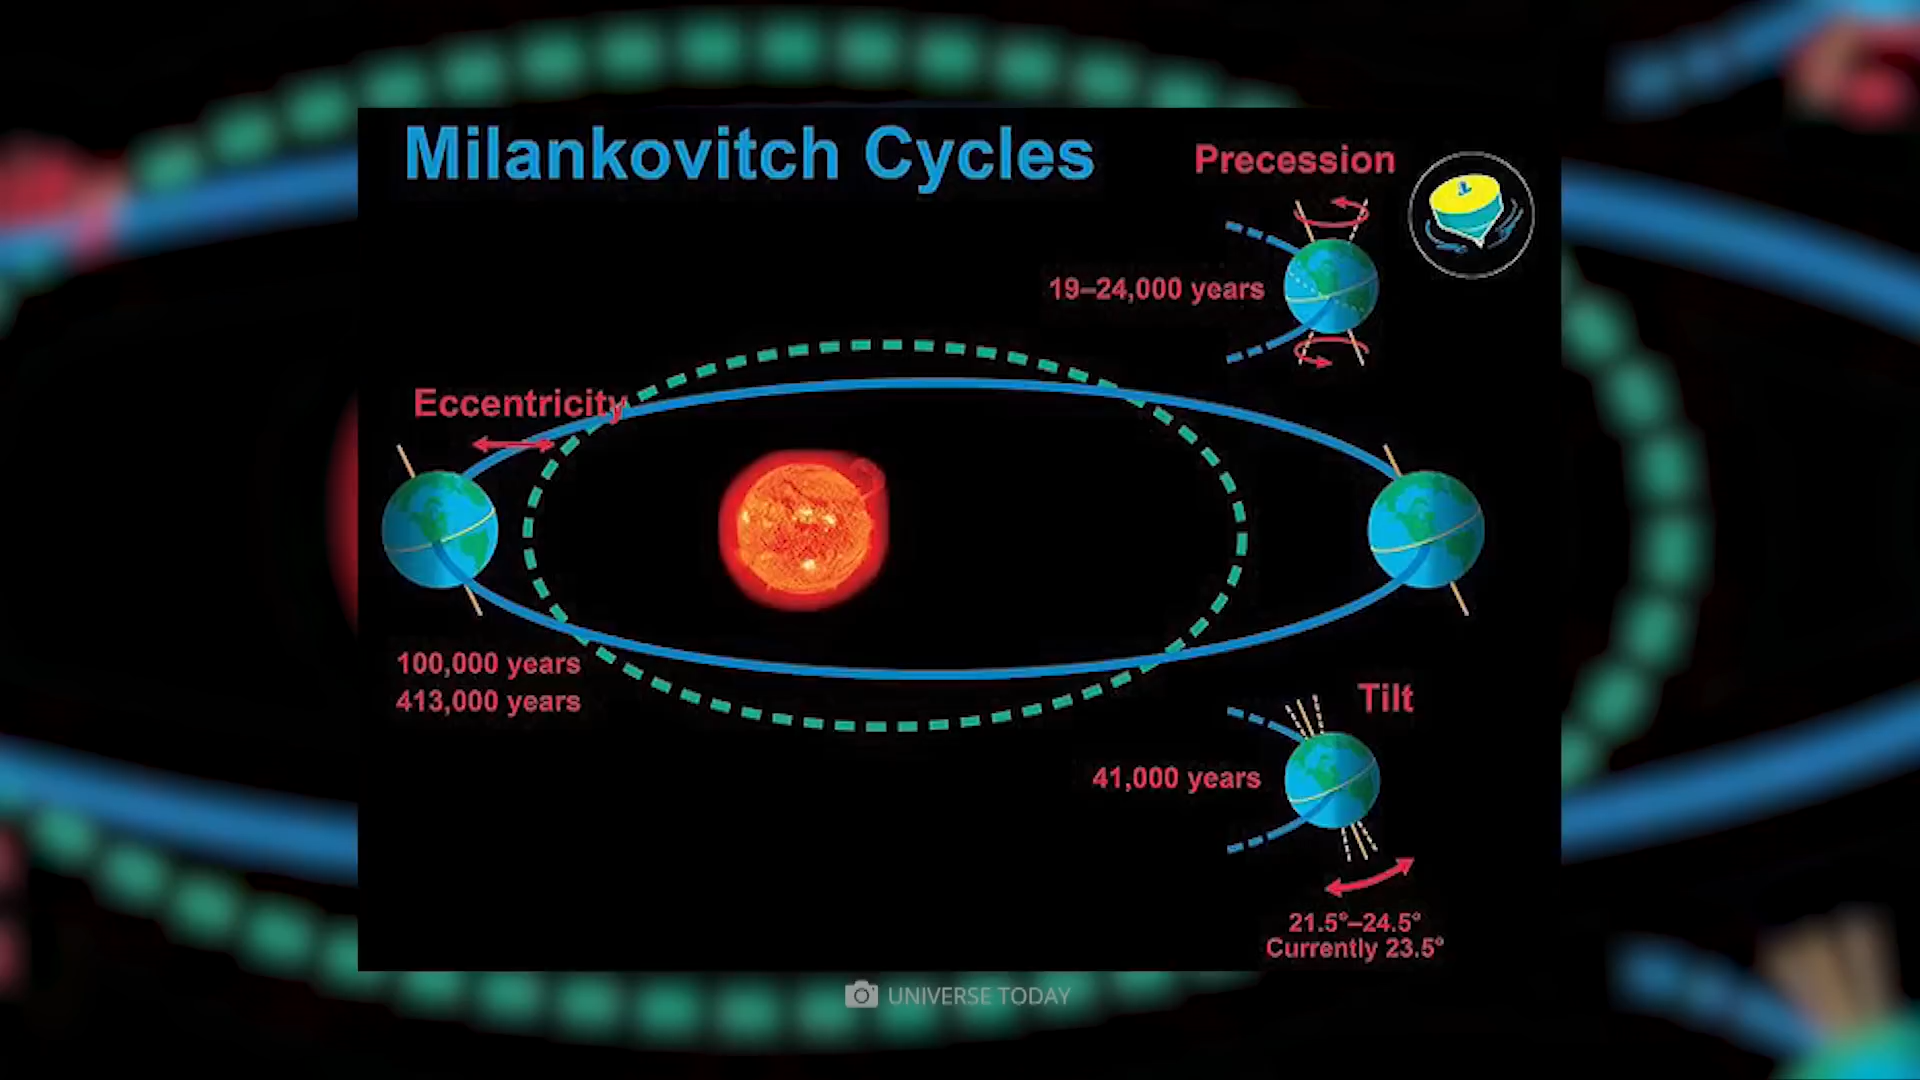 Milankovitch Cycles
Precession
19–24,000 years
Eccentricity
100,000 years
413,000 years
Tilt
41,000 years
21.5°–24.5°
Currently 23.5°
UNIVERSE TODAY